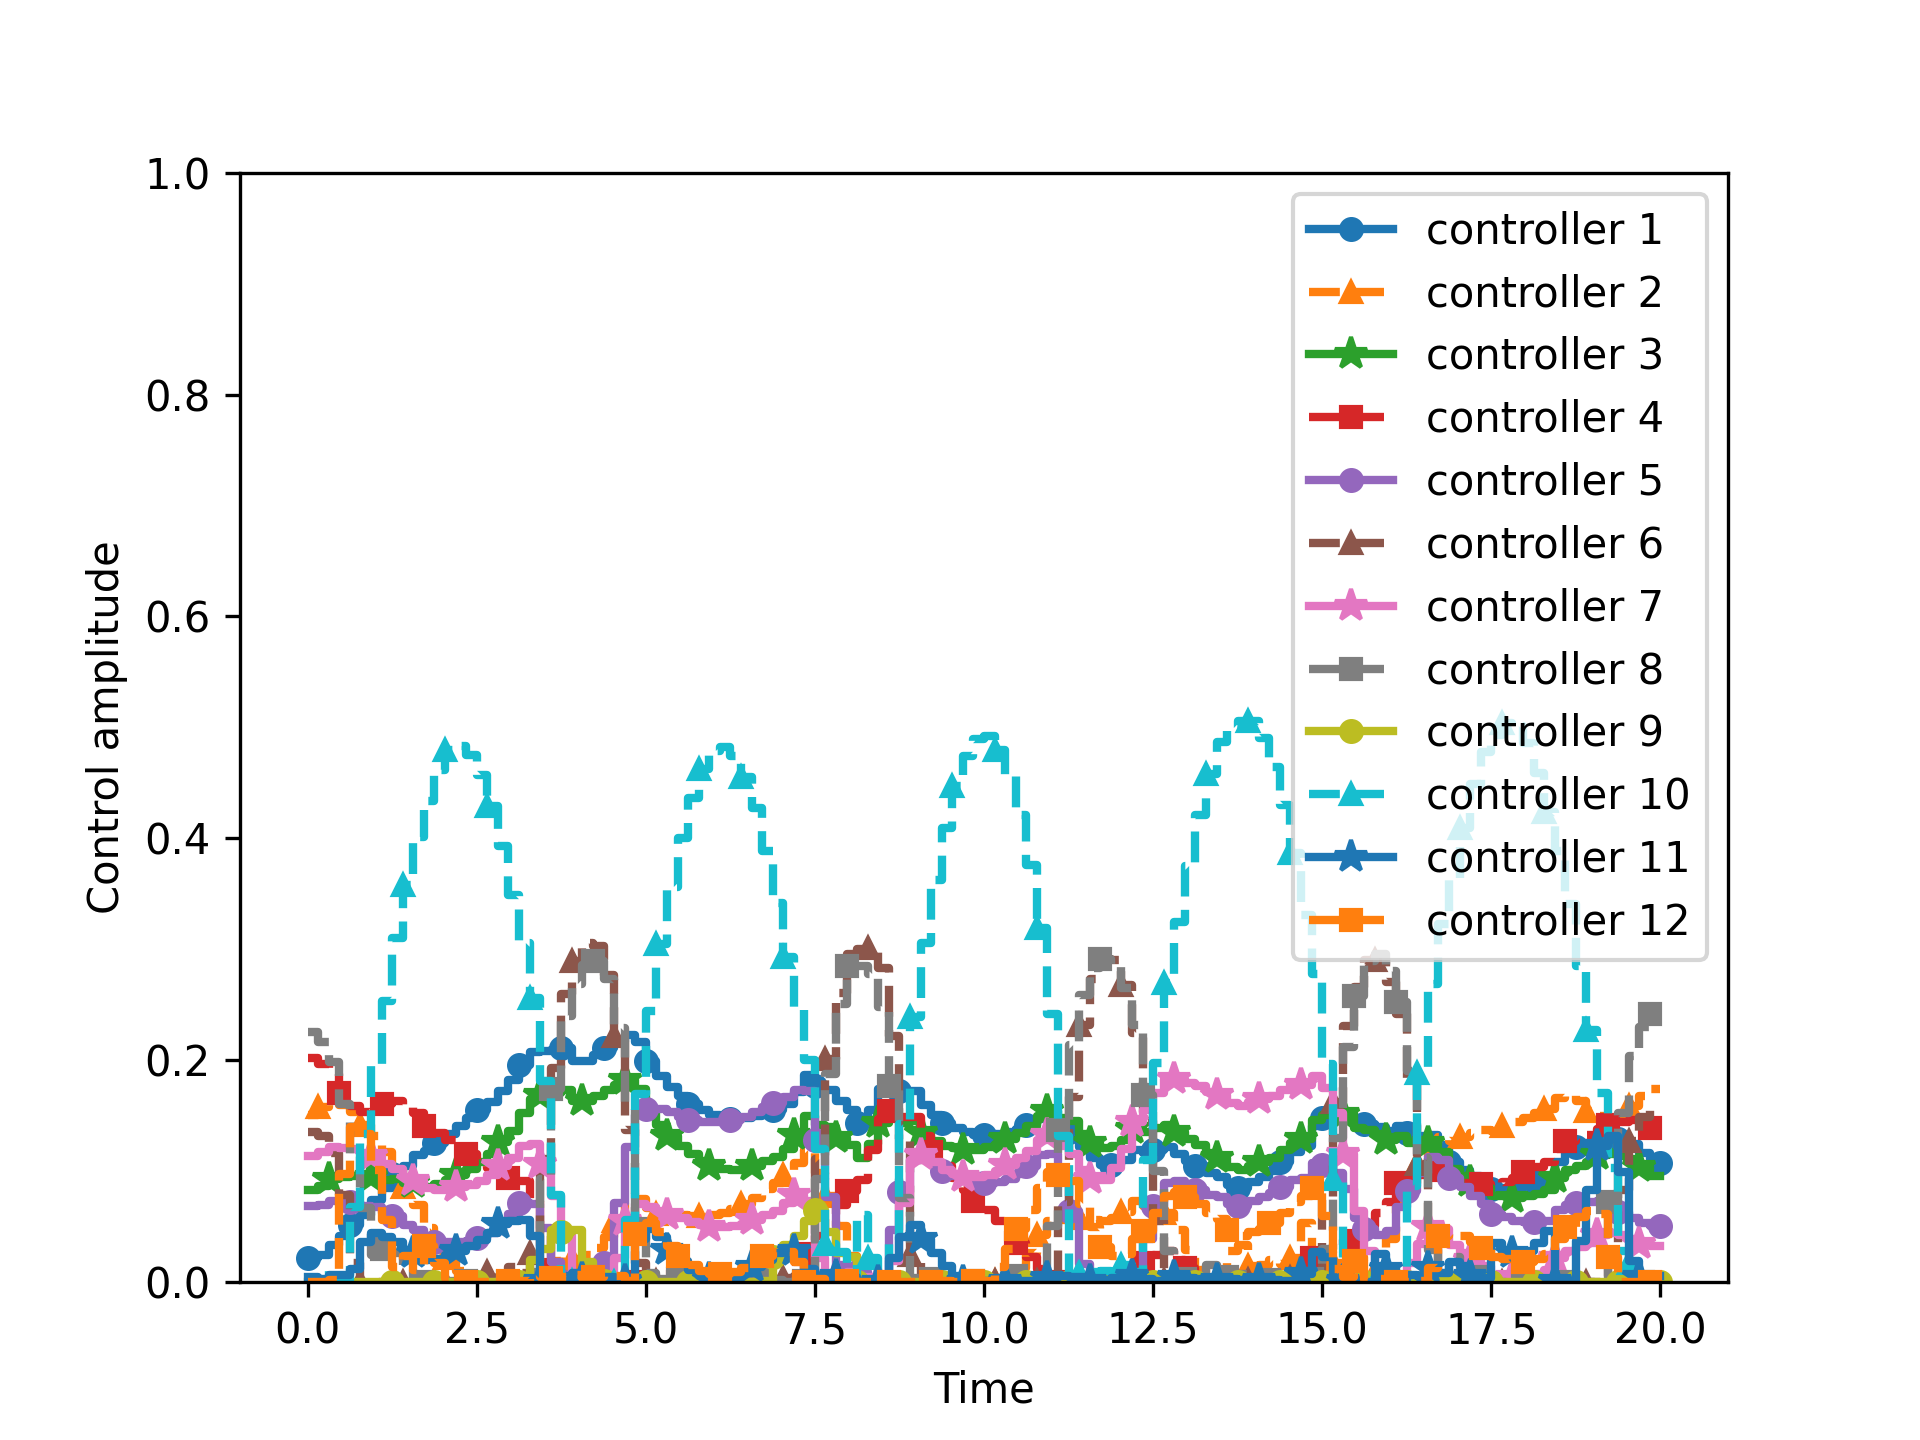 1.0
0.8
0.6
0.4
0.2
0.0
Control amplitude
0.0 2.5 5.0 7.5 10.0 12.5 15.0 17.5 20.0
Time
controller 1
controller 2
controller 3
controller 4
controller 5
controller 6
controller 7
controller 8
controller 9
controller 10
controller 11
controller 12